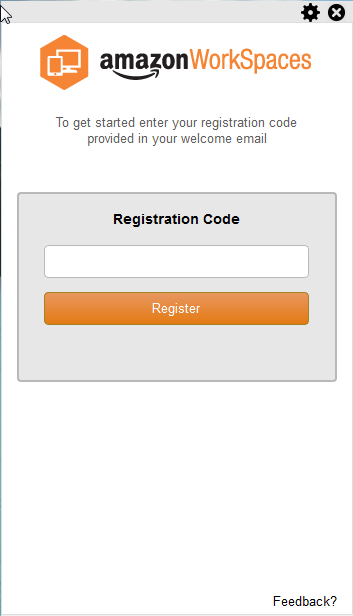 amazonWorkSpaces
To get started enter your registration code
provided in your welcome email
Registration Code
Register
Feedback?